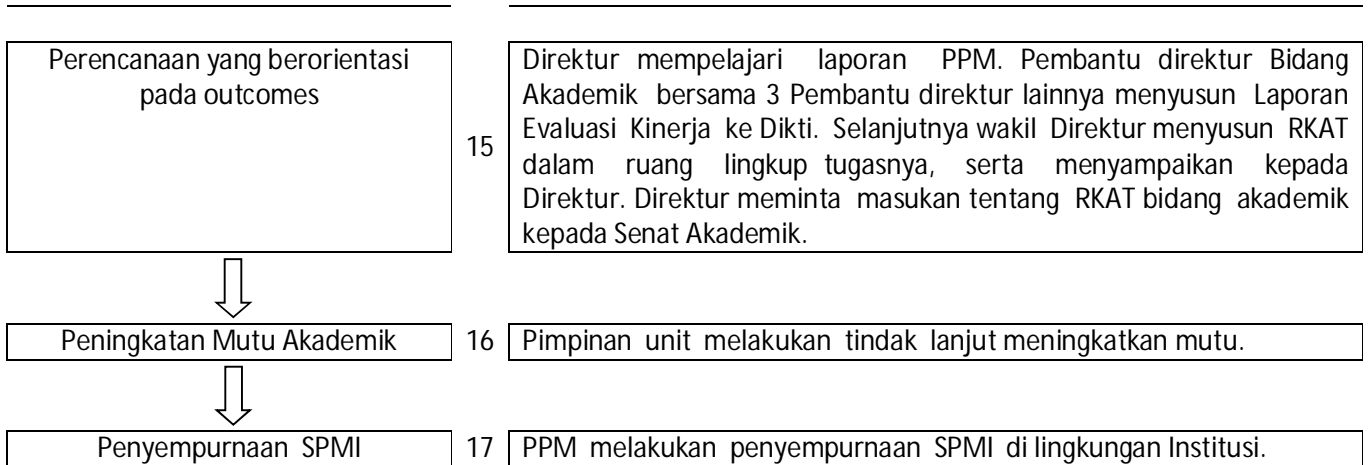 Perencanaan yang berorientasi
pada outcomes
15
Direktur mempelajari laporan PPM. Pembantu direktur Bidang
Akademik bersama 3 Pembantu direktur lainnya menyusun Laporan
Evaluasi Kinerja ke Dikti. Selanjutnya wakil Direktur menyusun RKAT
dalam ruang lingkup tugasnya, serta menyampaikan kepada
Direktur. Direktur meminta masukan tentang RKAT bidang akademik
kepada Senat Akademik.
Peningkatan Mutu Akademik
16
Pimpinan unit melakukan tindak lanjut meningkatkan mutu.
Penyempurnaan SPMI
17
PPM melakukan penyempurnaan SPMI di lingkungan Institusi.